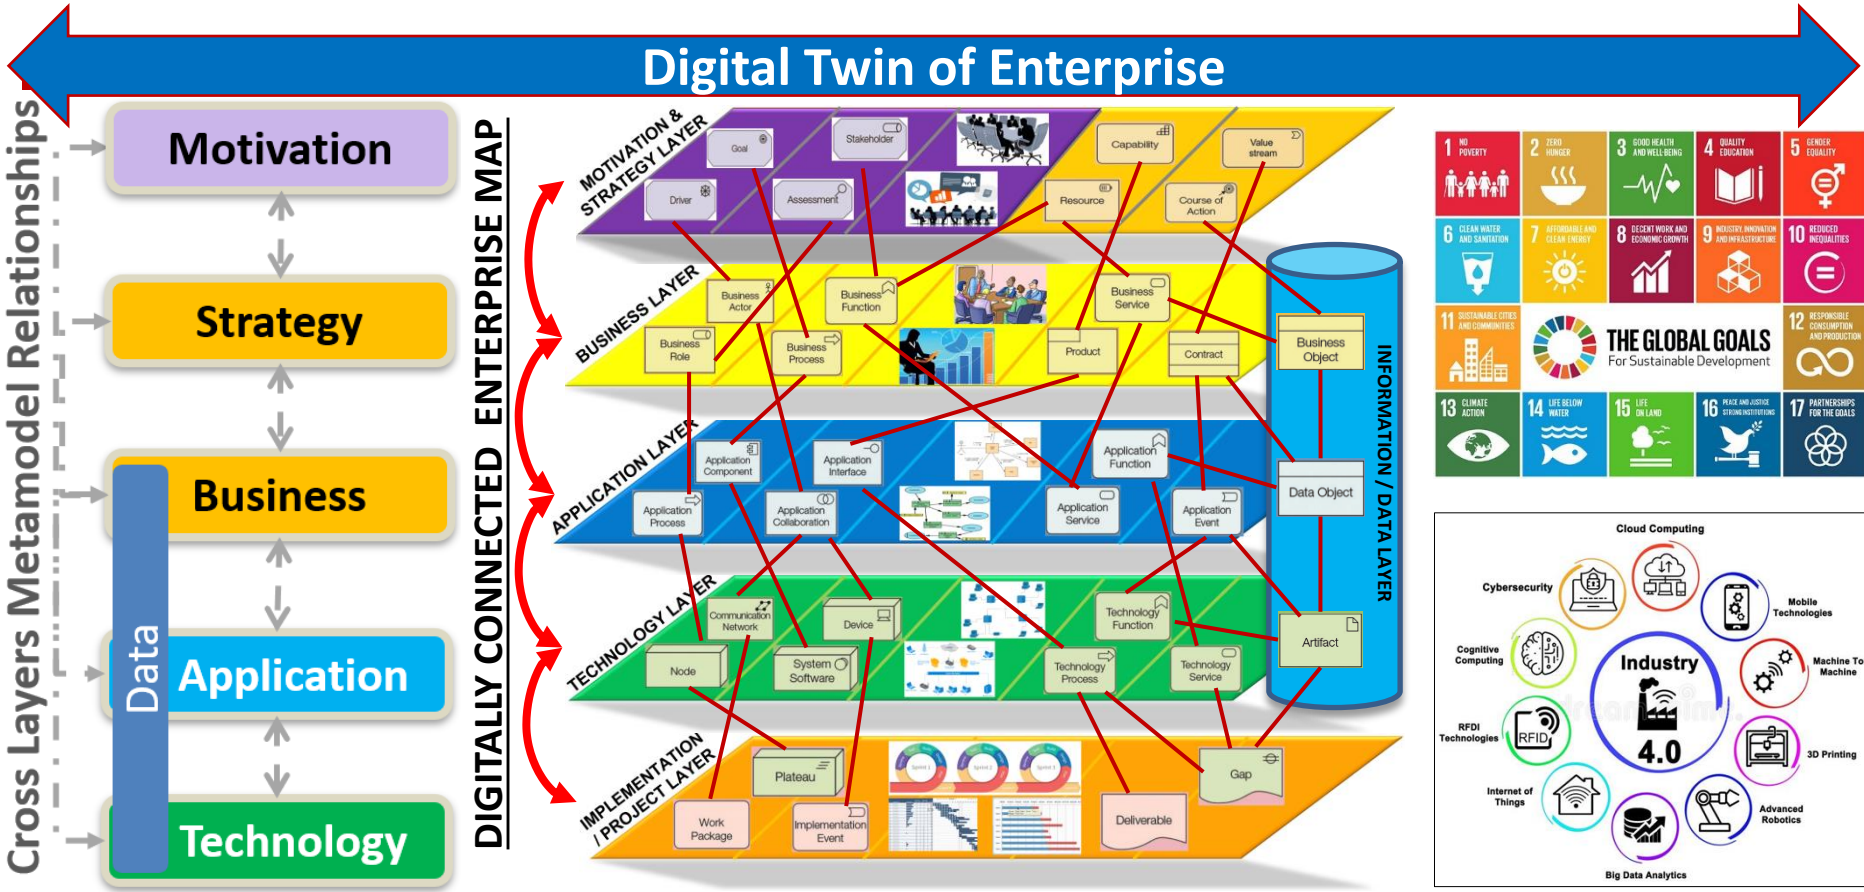 Digital Twin of Enterprise
Cross Layers Metamodel Relationships
Motivation
Strategy
Business
Application
Technology
Data
DIGITALLY CONNECTED ENTERPRISE MAP
MOTIVATION &
STRATEGY LAYER
Goal
Stakeholder
Driver
Assessment
Capability
Value
stream
Resource
Course of
Action
BUSINESS LAYER
Business
Actor
Business
Function
Business
Service
Business
Role
Business
Process
Product
Contract
Business
Object
APPLICATION LAYER
Application
Component
Application
Interface
Application
Function
Application
Process
Application
Collaboration
Application
Service
Application
Event
Data Object
TECHNOLOGY LAYER
Communication
Network
Device
Technology
Function
Node
System
Software
Technology
Process
Technology
Service
Artifact
INFORMATION / DATA LAYER
IMPLEMENTATION
/ PROJECT LAYER
Plateau
Sprint 1
Sprint 2
Sprint 3
Gap
Work
Package
Implementation
Event
Deliverable
1 NO
POVERTY
2 ZERO
HUNGER
3 GOOD HEALTH
AND WELL-BEING
4 QUALITY
EDUCATION
5 GENDER
EQUALITY
6 CLEAN WATER
AND SANITATION
7 AFFORDABLE AND
CLEAN ENERGY
8 DECENT WORK AND
ECONOMIC GROWTH
9 INDUSTRY, INNOVATION
AND INFRASTRUCTURE
10 REDUCED
INEQUALITIES
11 SUSTAINABLE CITIES
AND COMMUNITIES
THE GLOBAL GOALS
For Sustainable Development
12 RESPONSIBLE
CONSUMPTION
AND PRODUCTION
13 CLIMATE
ACTION
14 LIFE BELOW
WATER
15 LIFE
ON LAND
16 PEACE AND JUSTICE
STRONG INSTITUTIONS
17 PARTNERSHIPS
FOR THE GOALS
Cloud Computing
Cybersecurity
Mobile
Technologies
Cognitive
Computing
Industry
4.0
Machine To
Machine
RFDI
Technologies
RFID
3D Printing
Internet of
Things
Advanced
Robotics
Big Data Analytics